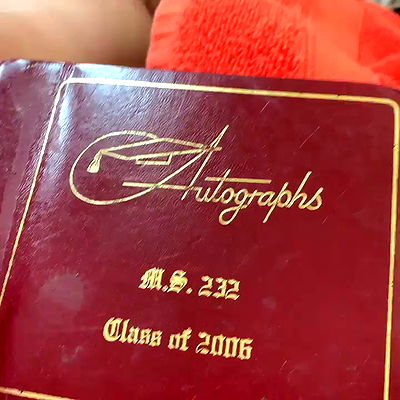 Autographs
M.S. 232
Class of 2006